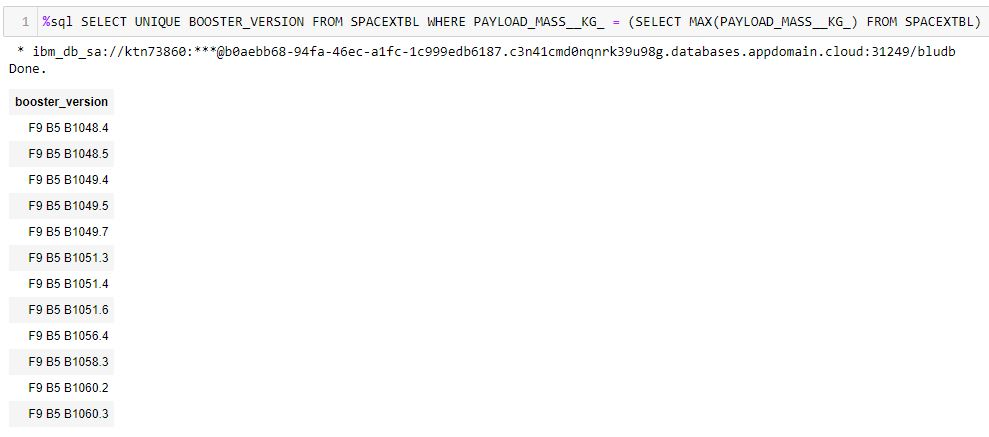 1 %sql SELECT UNIQUE BOOSTER_VERSION FROM SPACEXTBL WHERE PAYLOAD_MASS__KG_ = (SELECT MAX(PAYLOAD_MASS__KG_) FROM SPACEXTBL)
* ibm_db_sa://ktn73860:***@b0aebb68-94fa-46ec-a1fc-1c999edb6187.c3n41cmd0nqnrk39u98g.databases.appdomain.cloud:31249/bludb
Done.
booster_version
F9 B5 B1048.4
F9 B5 B1048.5
F9 B5 B1049.4
F9 B5 B1049.5
F9 B5 B1049.7
F9 B5 B1051.3
F9 B5 B1051.4
F9 B5 B1051.6
F9 B5 B1056.4
F9 B5 B1058.3
F9 B5 B1060.2
F9 B5 B1060.3